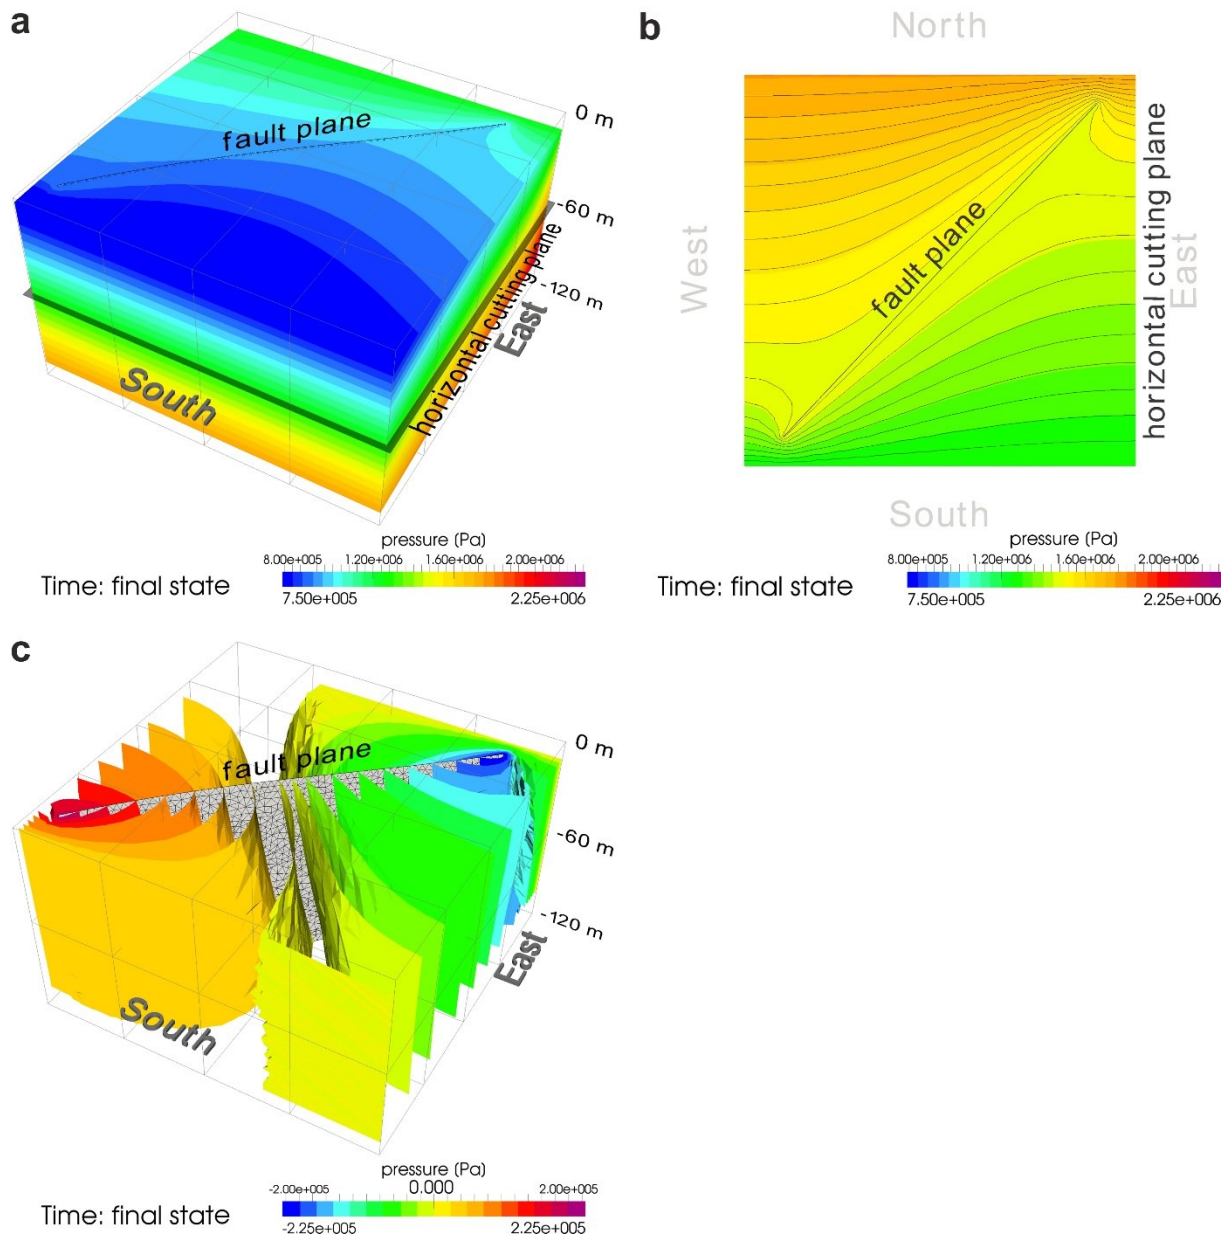 a
fault plane
0 m
-60 m
-120 m
horizontal cutting plane
East
South
pressure [Pa]
8.00e+005 1.20e+006 1.60e+006 2.00e+006
Time: final state
7.50e+005 2.25e+006
b
North
West
fault plane
horizontal cutting plane
East
South
pressure [Pa]
8.00e+005 1.20e+006 1.60e+006 2.00e+006
Time: final state
7.50e+005 2.25e+006
c
fault plane
0 m
-60 m
-120 m
East
South
pressure [Pa]
-2.00e+005 0.000 2.00e+005
Time: final state
-2.25e+005 2.25e+005